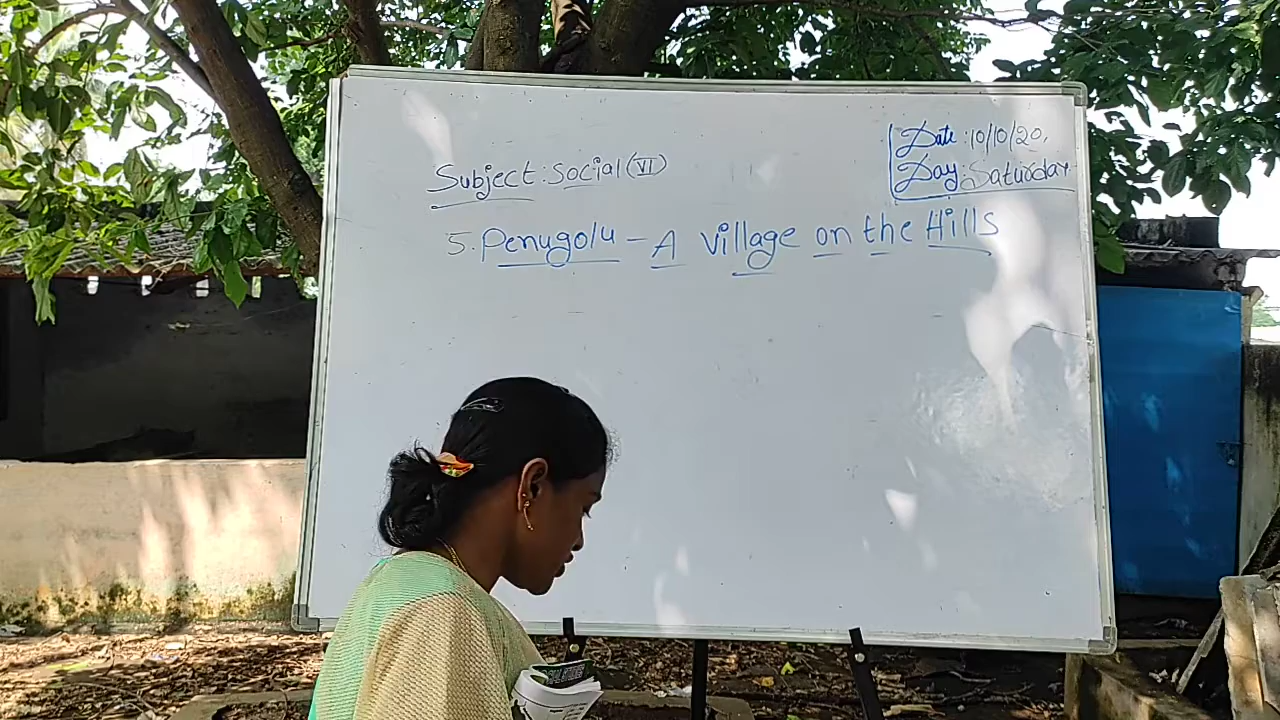 Date: 10/10/20.
Day: Saturday
Subject: Social (VI)
5. Penugolu - A Village on the Hills